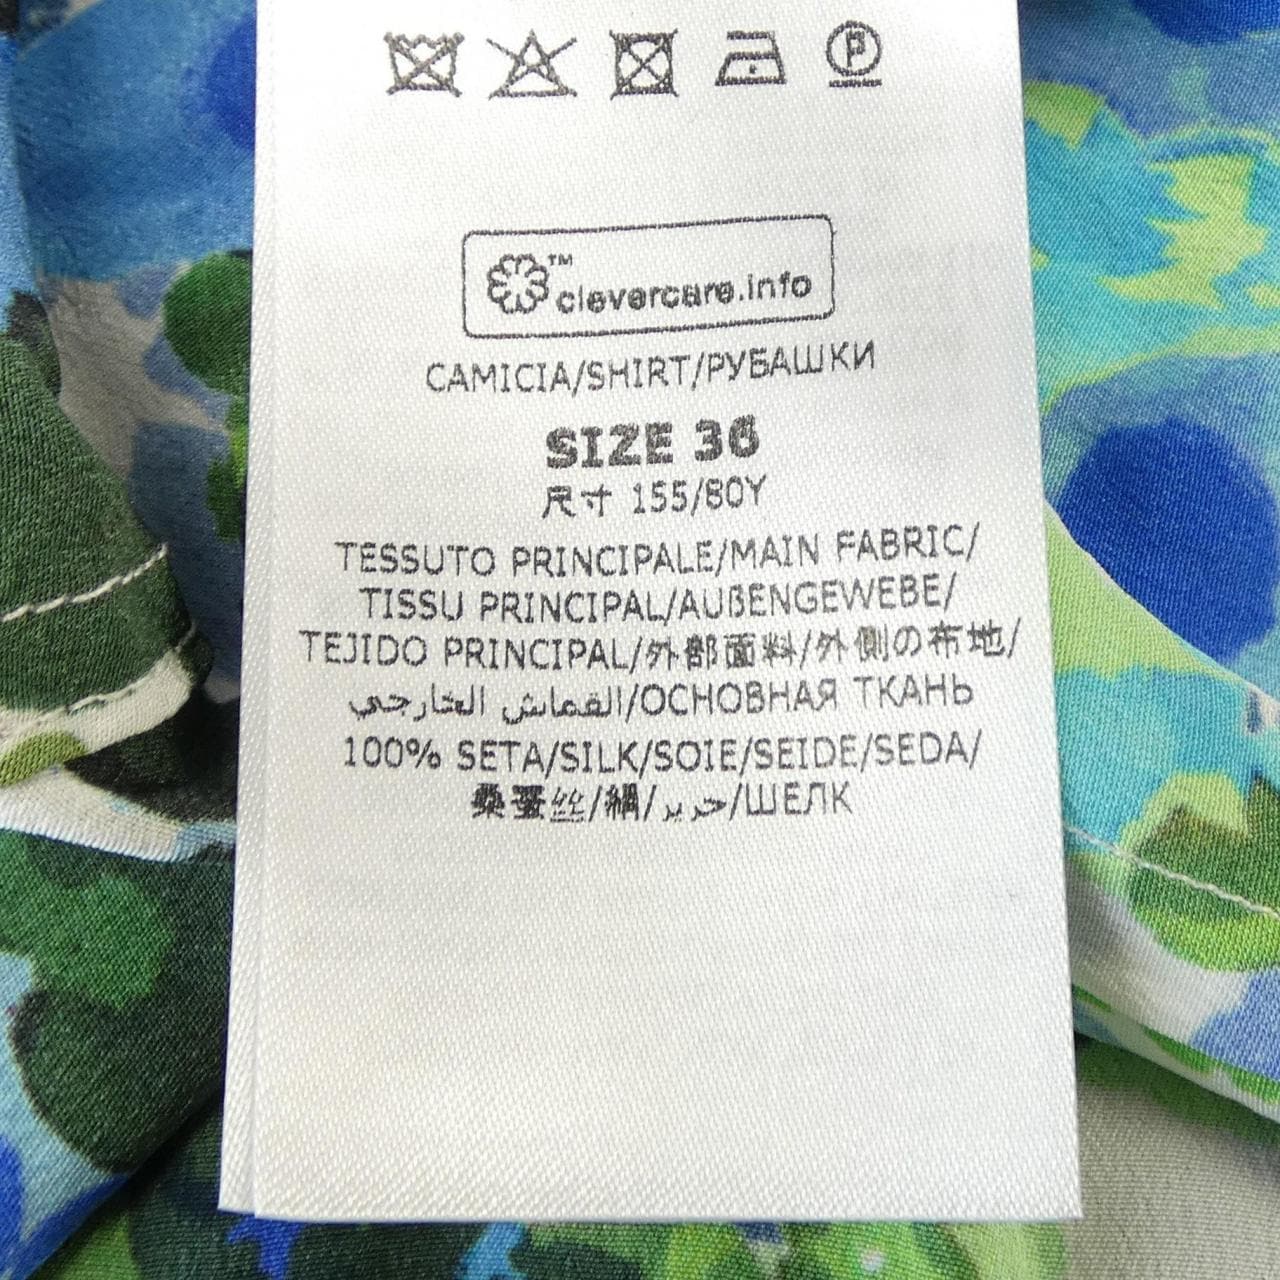 P
™
clevercare.info
CAMICIA/SHIRT/РУБАШКИ
SIZE 36
尺寸 155/80Y
TESSUTO PRINCIPALE/MAIN FABRIC/
TISSU PRINCIPAL/AUßENGEWEBE/
TEJIDO PRINCIPAL/外部面料/外側の布地/
القماش الخارجي/ОСНОВНАЯ ТКАНЬ
100% SETA/SILK/SOIE/SEIDE/SEDA/
桑蚕丝/絹/حرير/ШЕЛК